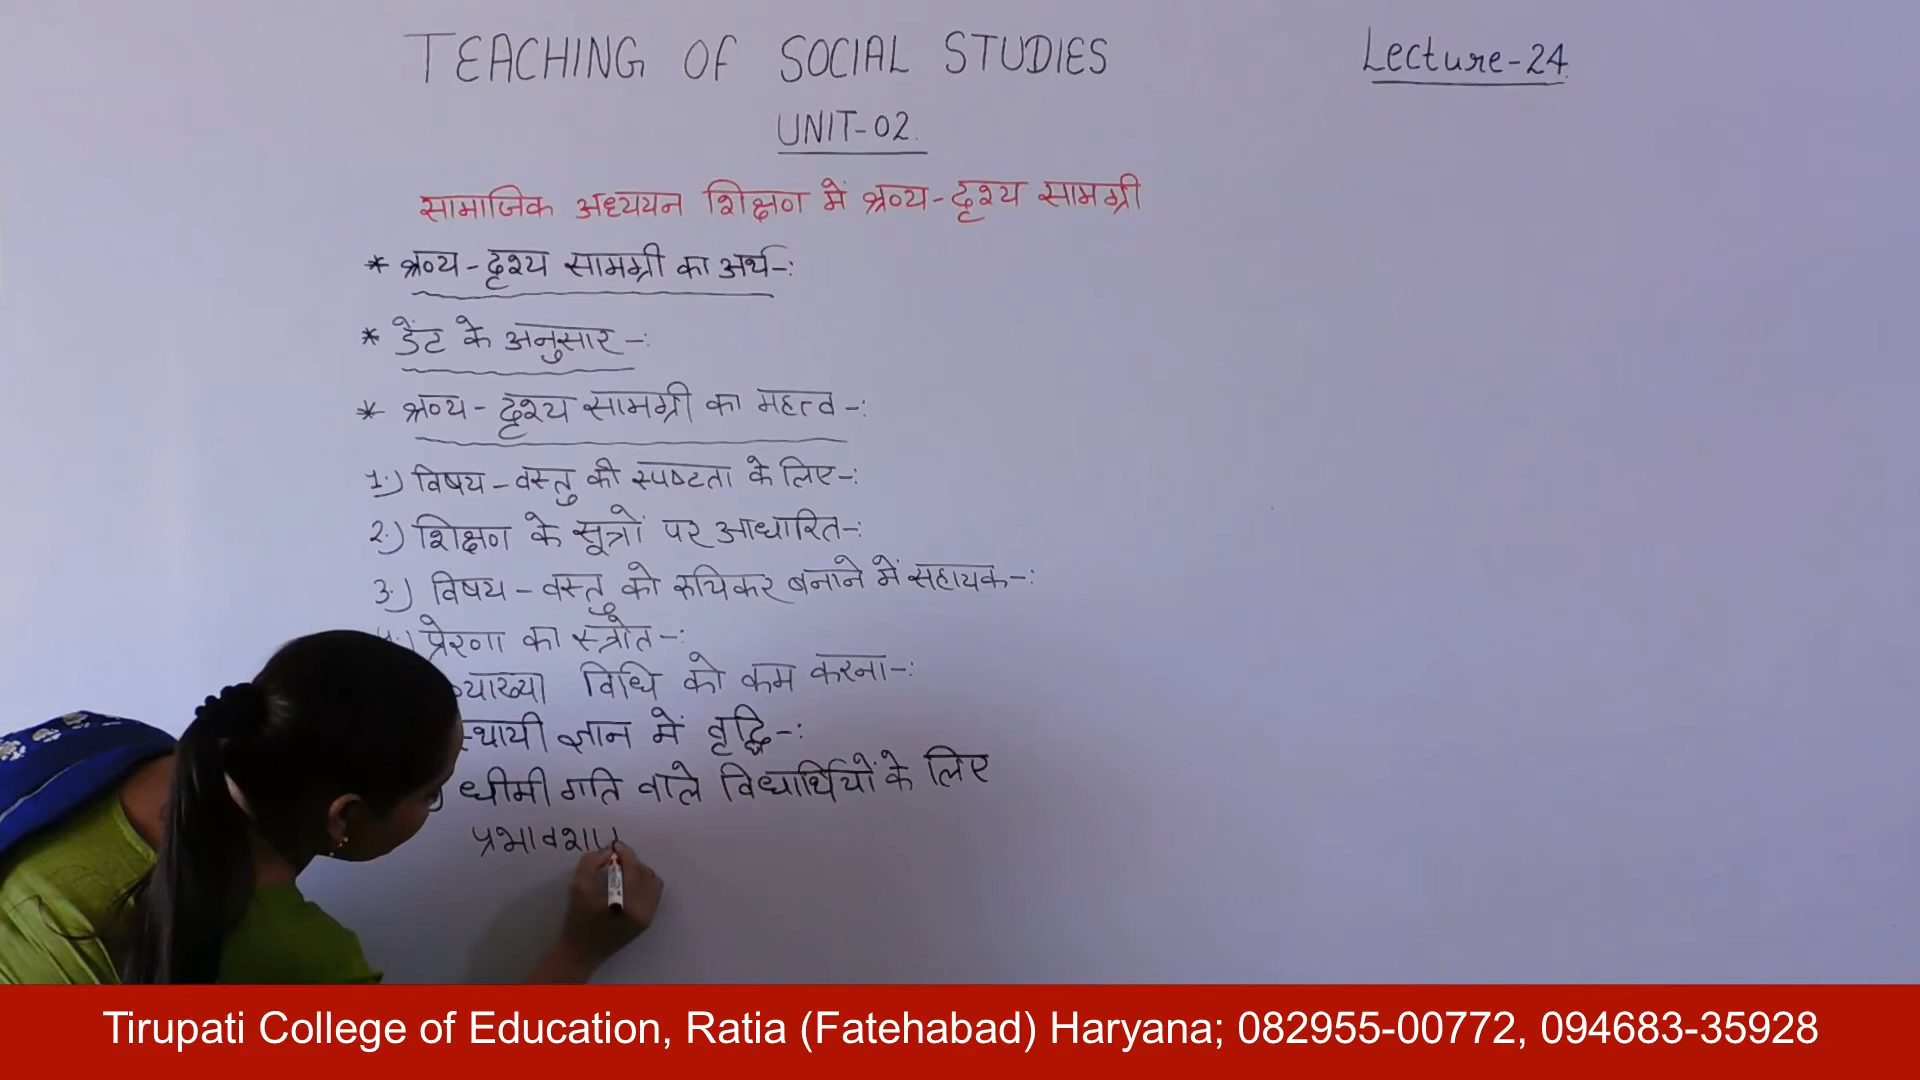 TEACHING OF SOCIAL STUDIES
Lecture-24.
UNIT-02.
सामाजिक अध्ययन शिक्षण में श्रव्य-दृश्य सामग्री
* श्रव्य-दृश्य सामग्री का अर्थ-:
* डेंट के अनुसार-:
* श्रव्य-दृश्य सामग्री का महत्व-:
1.) विषय-वस्तु की स्पष्टता के लिए-:
2.) शिक्षण के सूत्रों पर आधारित-:
3.) विषय-वस्तु को रुचिकर बनाने में सहायक-:
प्रेरणा का स्त्रोत-:
व्याख्या विधि को कम करना-:
स्थायी ज्ञान में वृद्धि-:
धीमी गति वाले विद्यार्थियों के लिए
Tirupati College of Education, Ratia (Fatehabad) Haryana; 082955-00772, 094683-35928